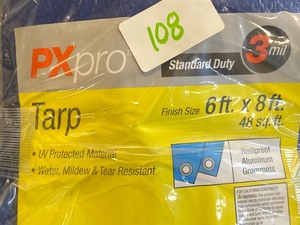 108
PXpro
Standard Duty
3 mil
Tarp
Finish Size 6 ft. x 8 ft.
48 sq. ft.
• UV Protected Material
• Water, Mildew & Tear Resistant
Rustproof
Aluminum
Grommets